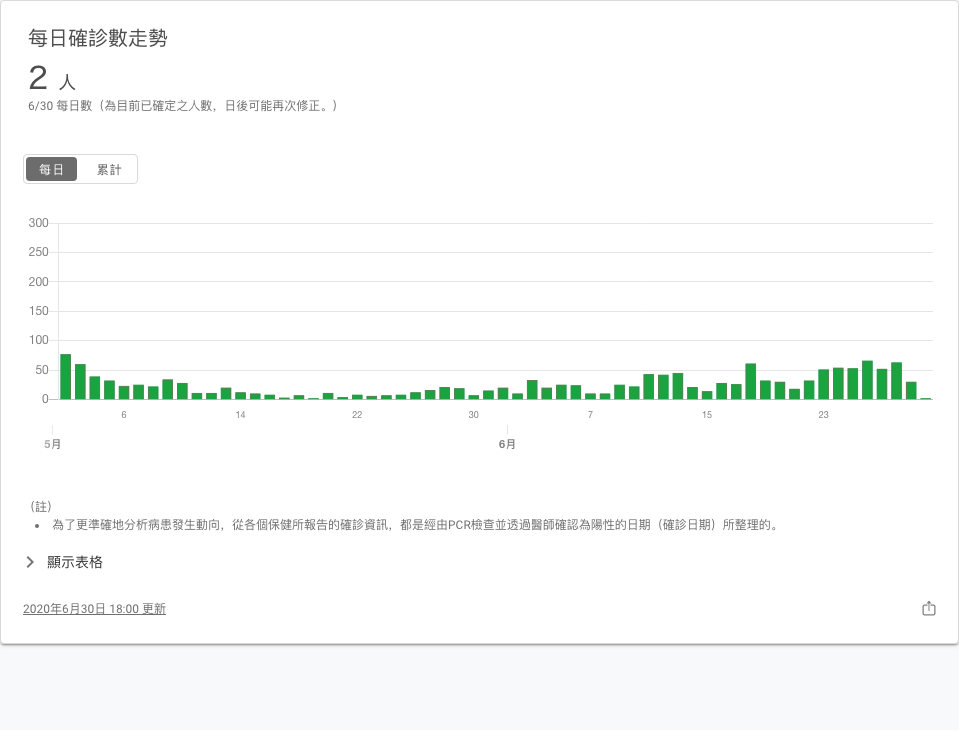 每日確診數走勢
2 人
6/30 每日數（為目前已確定之人數，日後可能再次修正。）
每日 累計
300
250
200
150
100
50
0
6 14 22 30 7 15 23
5月 6月
（註）
• 為了更準確地分析病患發生動向，從各個保健所報告的確診資訊，都是經由PCR檢查並透過醫師確認為陽性的日期（確診日期）所整理的。
顯示表格
2020年6月30日 18:00 更新